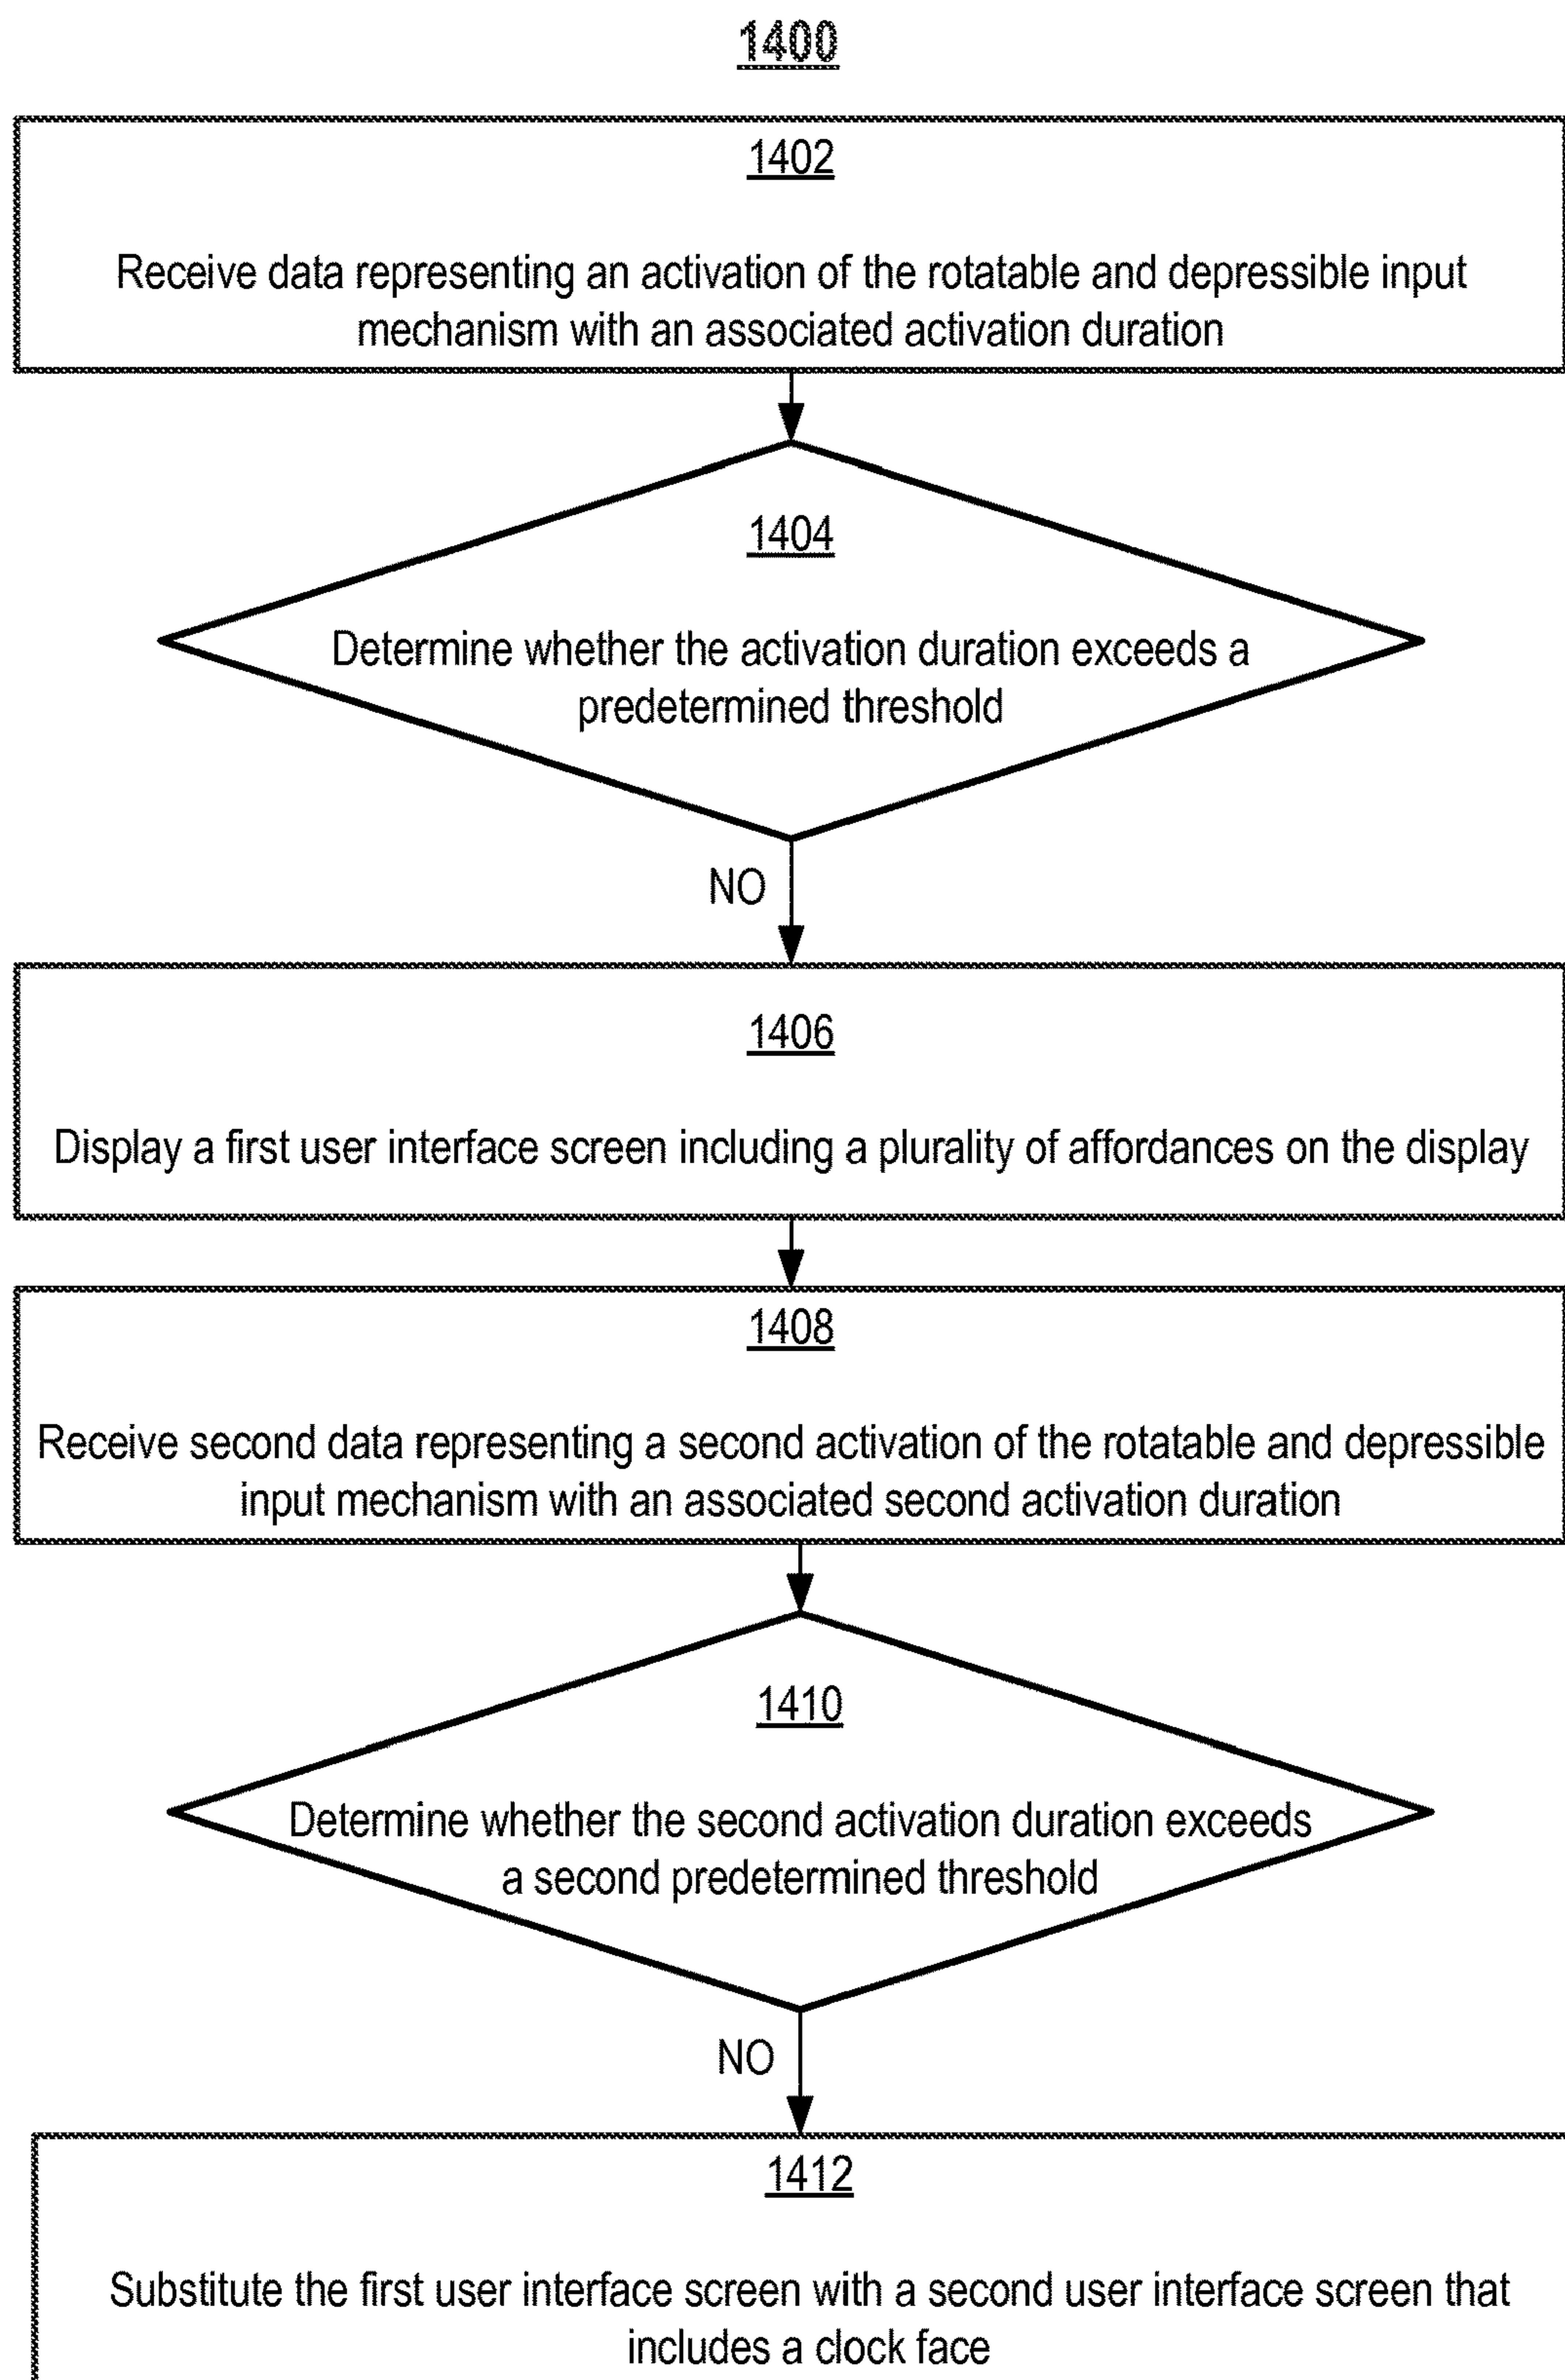 1400
1402
Receive data representing an activation of the rotatable and depressible input
mechanism with an associated activation duration
1404
Determine whether the activation duration exceeds a
predetermined threshold
NO
1406
Display a first user interface screen including a plurality of affordances on the display
1408
Receive second data representing a second activation of the rotatable and depressible
input mechanism with an associated second activation duration
1410
Determine whether the second activation duration exceeds
a second predetermined threshold
NO
1412
Substitute the first user interface screen with a second user interface screen that
includes a clock face